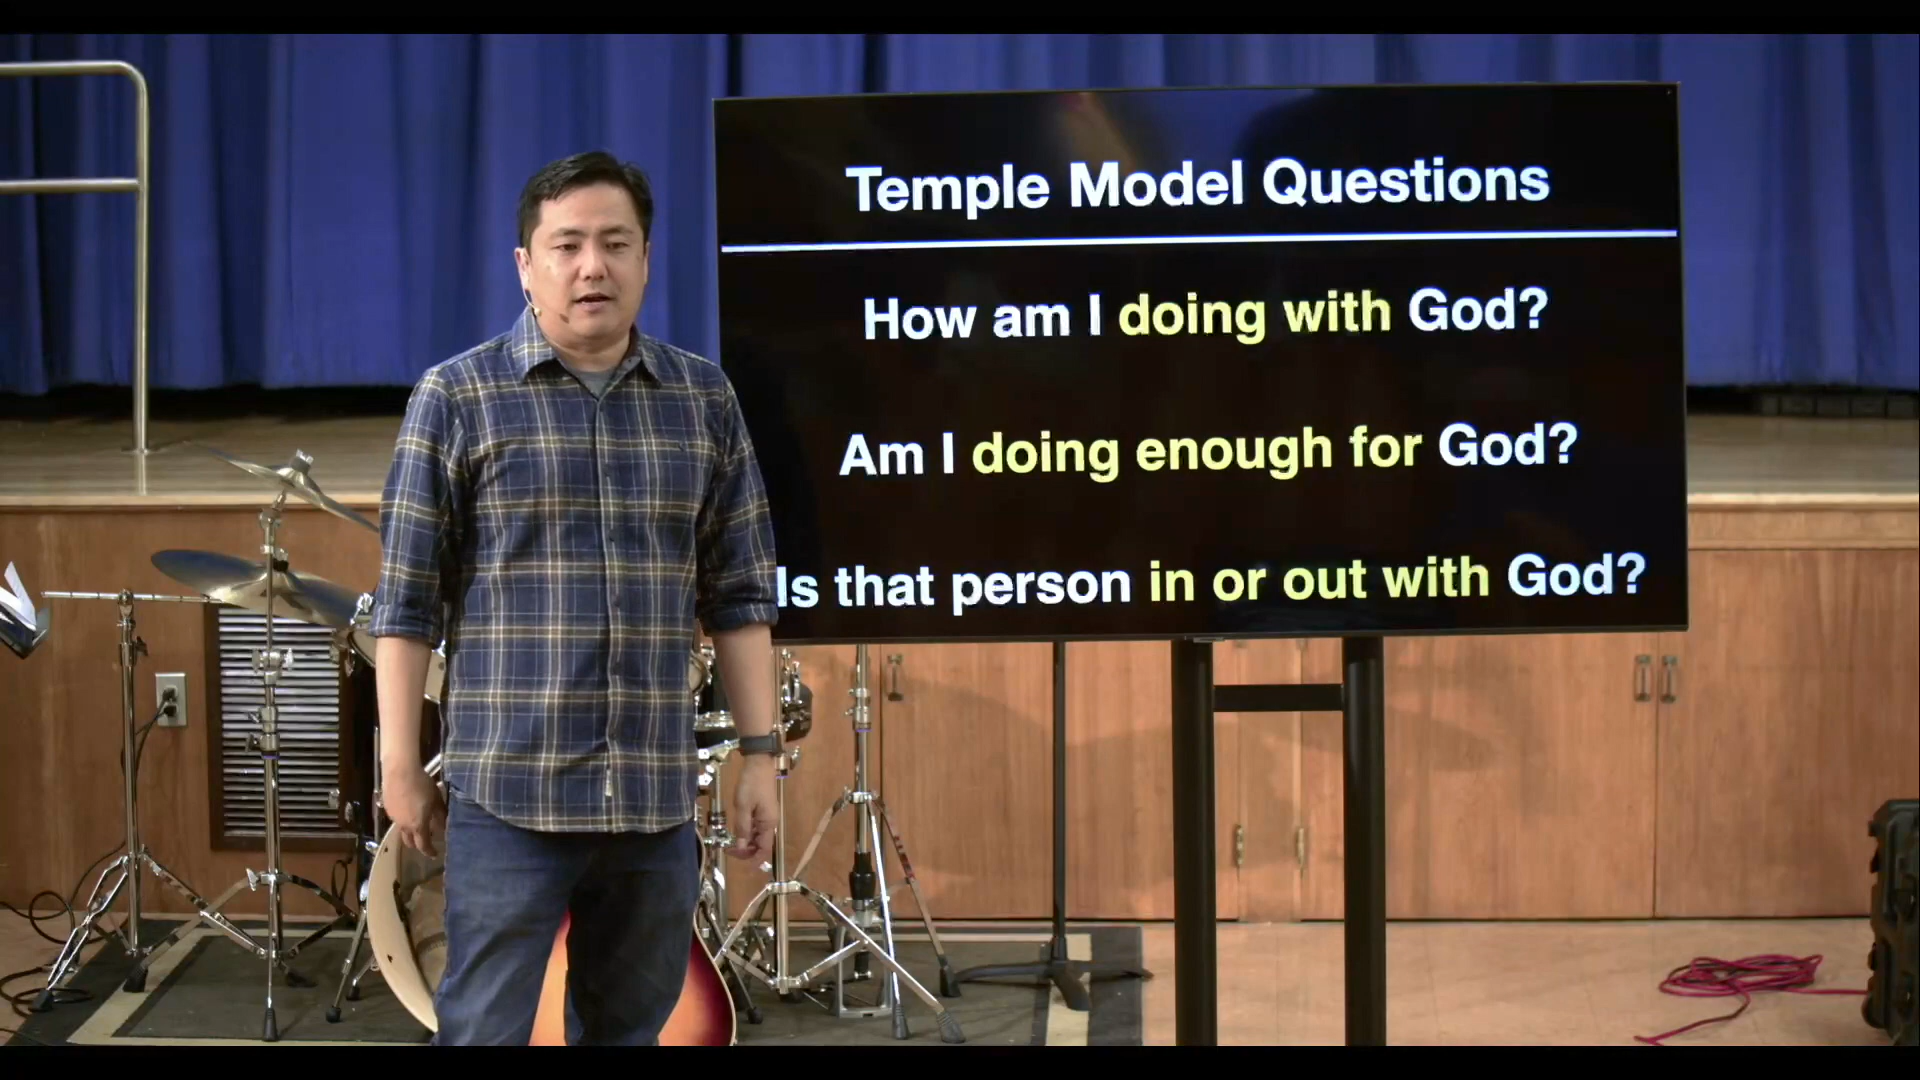 Temple Model Questions
How am I doing with God?
Am I doing enough for God?
Is that person in or out with God?